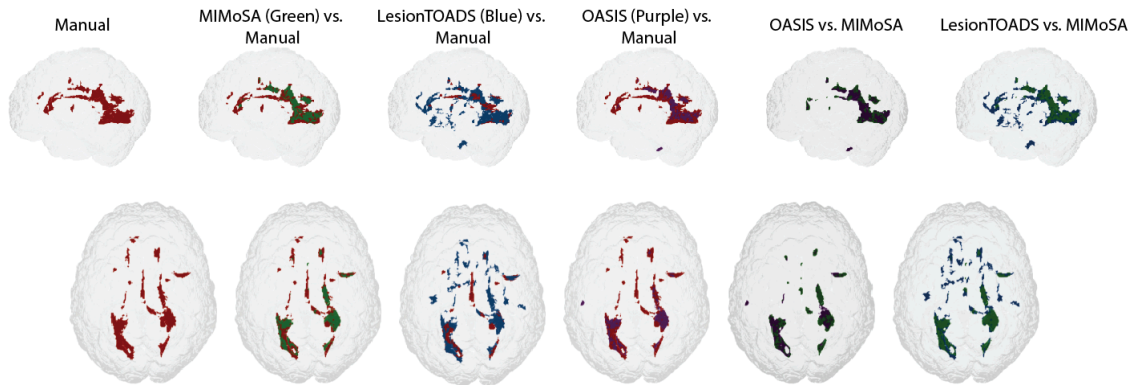 Manual
MIMoSA (Green) vs.
Manual
LesionTOADS (Blue) vs.
Manual
OASIS (Purple) vs.
Manual
OASIS vs. MIMoSA
LesionTOADS vs. MIMoSA